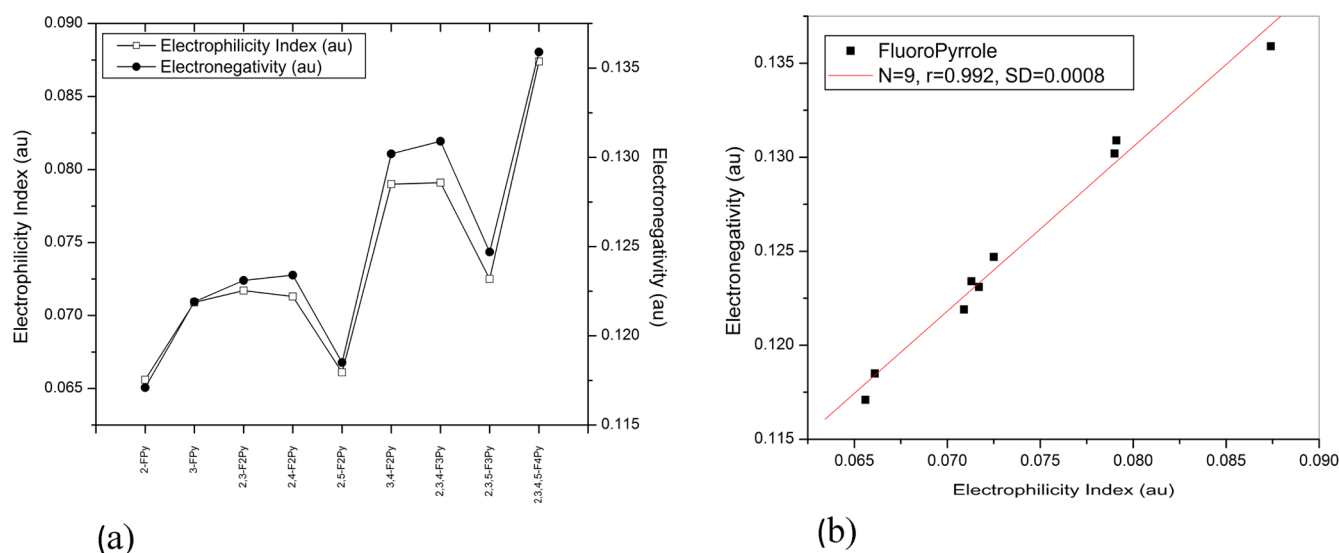 0.090
0.085
0.080
0.075
0.070
0.065
Electrophilicity Index (au)
Electrophilicity Index (au)
Electronegativity (au)
0.135
0.130
0.125
0.120
0.115
Electronegativity (au)
2-FPy
3-FPy
2,3-F2Py
2,4-F2Py
2,5-F2Py
3,4-F2Py
2,3,4-F3Py
2,3,5-F3Py
2,3,4,5-F4Py
(a)
0.135
0.130
0.125
0.120
0.115
Electronegativity (au)
FluoroPyrrole
N=9, r=0.992, SD=0.0008
0.065 0.070 0.075 0.080 0.085 0.090
Electrophilicity Index (au)
(b)